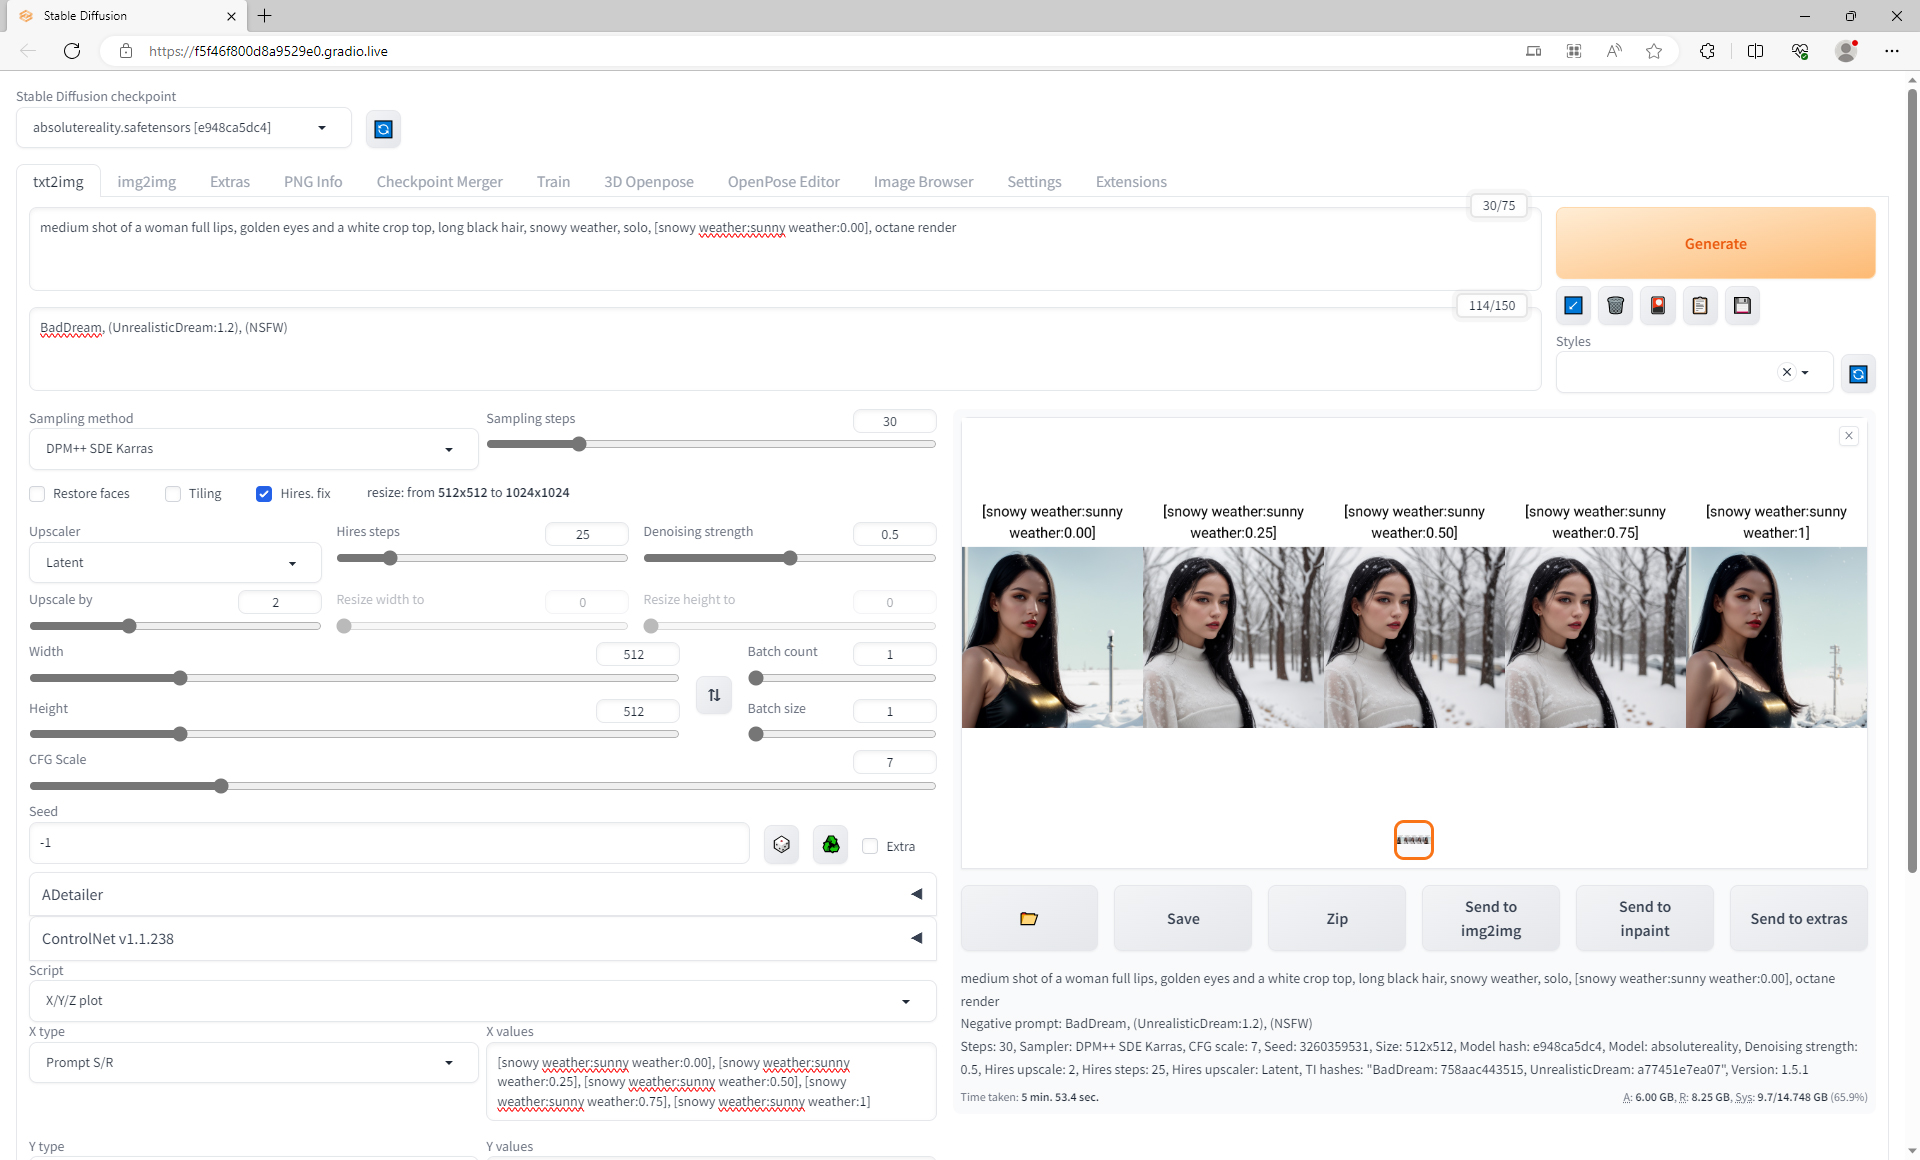 Stable Diffusion
https://f5f46f800d8a9529e0.gradio.live
Stable Diffusion checkpoint
absolutereality.safetensors [e948ca5dc4]
txt2img
img2img
Extras
PNG Info
Checkpoint Merger
Train
3D Openpose
OpenPose Editor
Image Browser
Settings
Extensions
30/75
medium shot of a woman full lips, golden eyes and a white crop top, long black hair, snowy weather, solo, [snowy weather:sunny weather:0.00], octane render
Generate
114/150
BadDream, (UnrealisticDream:1.2), (NSFW)
Styles
Sampling method
DPM++ SDE Karras
Sampling steps
30
Restore faces
Tiling
Hires. fix
resize: from 512x512 to 1024x1024
Upscaler
Latent
Hires steps
25
Denoising strength
0.5
Upscale by
2
Resize width to
0
Resize height to
0
Width
512
Batch count
1
Height
512
Batch size
1
CFG Scale
7
Seed
-1
Extra
ADetailer
ControlNet v1.1.238
Script
X/Y/Z plot
X type
Prompt S/R
X values
[snowy weather:sunny weather:0.00], [snowy weather:sunny
weather:0.25], [snowy weather:sunny weather:0.50], [snowy
weather:sunny weather:0.75], [snowy weather:sunny weather:1]
Y type
Y values
[snowy weather:sunny
weather:0.00]
[snowy weather:sunny
weather:0.25]
[snowy weather:sunny
weather:0.50]
[snowy weather:sunny
weather:0.75]
[snowy weather:sunny
weather:1]
Save
Zip
Send to
img2img
Send to
inpaint
Send to extras
medium shot of a woman full lips, golden eyes and a white crop top, long black hair, snowy weather, solo, [snowy weather:sunny weather:0.00], octane
render
Negative prompt: BadDream, (UnrealisticDream:1.2), (NSFW)
Steps: 30, Sampler: DPM++ SDE Karras, CFG scale: 7, Seed: 3260359531, Size: 512x512, Model hash: e948ca5dc4, Model: absolutereality, Denoising strength:
0.5, Hires upscale: 2, Hires steps: 25, Hires upscaler: Latent, TI hashes: "BadDream: 758aac443515, UnrealisticDream: a77451e7ea07", Version: 1.5.1
Time taken: 5 min. 53.4 sec.
A: 6.00 GB, R: 8.25 GB, Sys: 9.7/14.748 GB (65.9%)